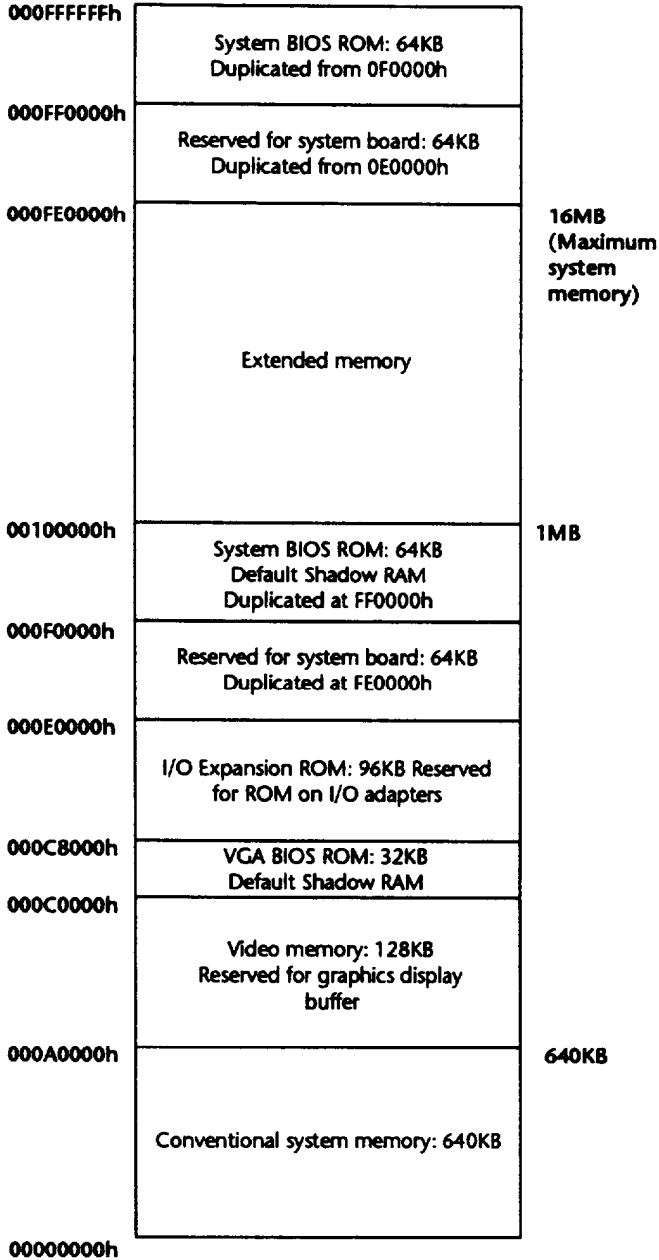 000FFFFFFh
System BIOS ROM: 64KB
Duplicated from 0F0000h
000FF0000h
Reserved for system board: 64KB
Duplicated from 0E0000h
000FE0000h
16MB
(Maximum
system
memory)
Extended memory
00100000h
1MB
System BIOS ROM: 64KB
Default Shadow RAM
Duplicated at FF0000h
000F0000h
Reserved for system board: 64KB
Duplicated at FE0000h
000E0000h
I/O Expansion ROM: 96KB Reserved
for ROM on I/O adapters
000C8000h
VGA BIOS ROM: 32KB
Default Shadow RAM
000C0000h
Video memory: 128KB
Reserved for graphics display
buffer
000A0000h
640KB
Conventional system memory: 640KB
00000000h